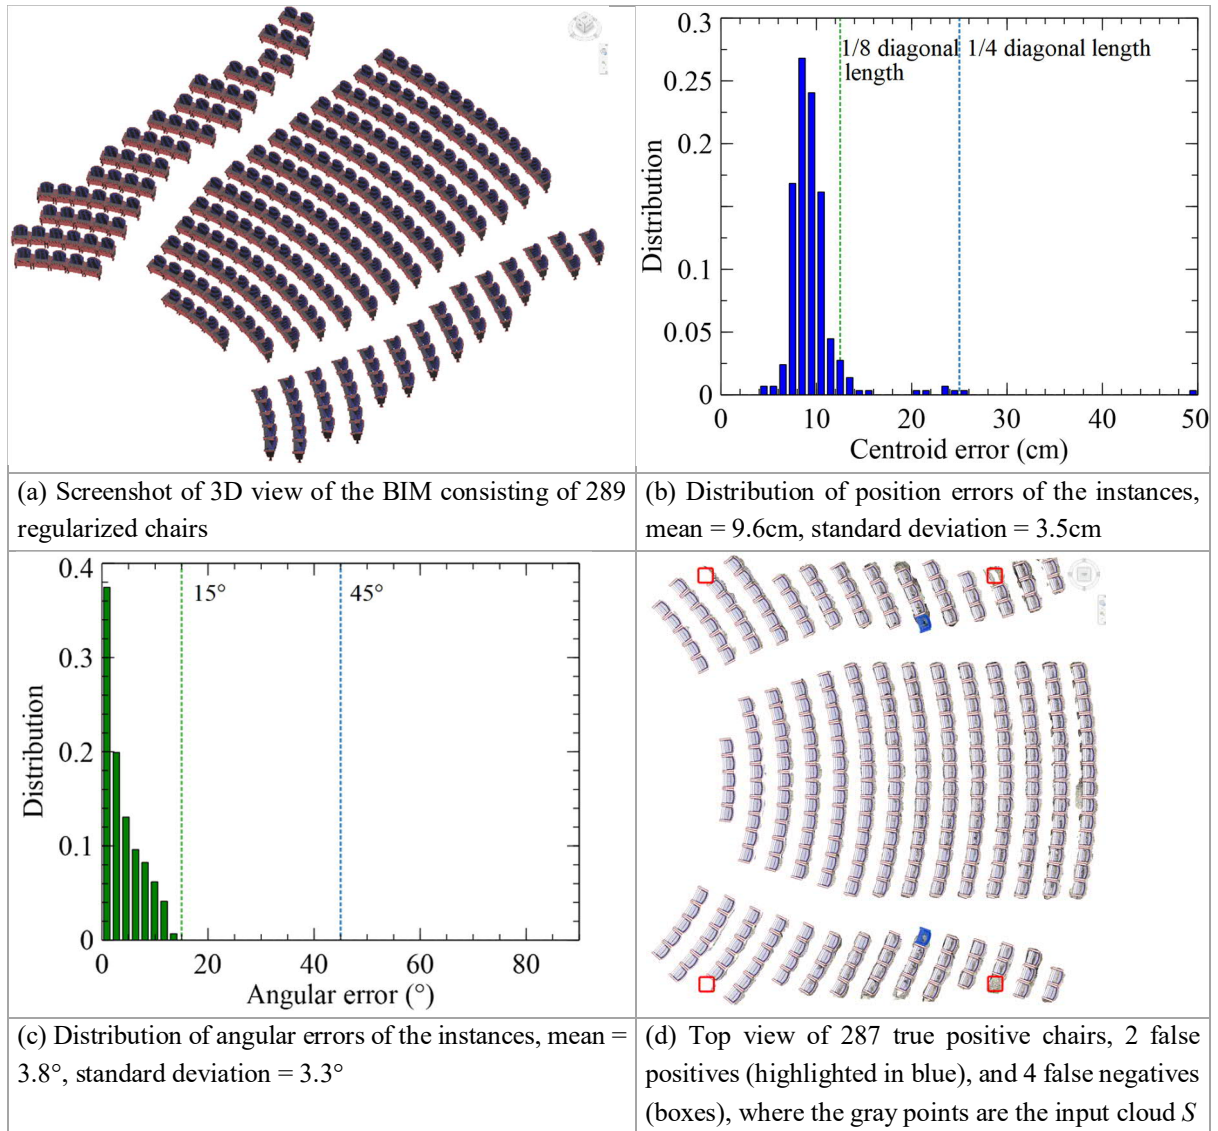 0.3
0.25
0.2
0.1
0.05
0
Distribution
1/8 diagonal
length
1/4 diagonal length
0 10 20 30 40 50
Centroid error (cm)
(a) Screenshot of 3D view of the BIM consisting of 289
regularized chairs
(b) Distribution of position errors of the instances,
mean = 9.6cm, standard deviation = 3.5cm
0.4
0.3
0.2
0.1
0
Distribution
15°
45°
0 20 40 60 80
Angular error (°)
(c) Distribution of angular errors of the instances, mean =
3.8°, standard deviation = 3.3°
(d) Top view of 287 true positive chairs, 2 false
positives (highlighted in blue), and 4 false negatives
(boxes), where the gray points are the input cloud S